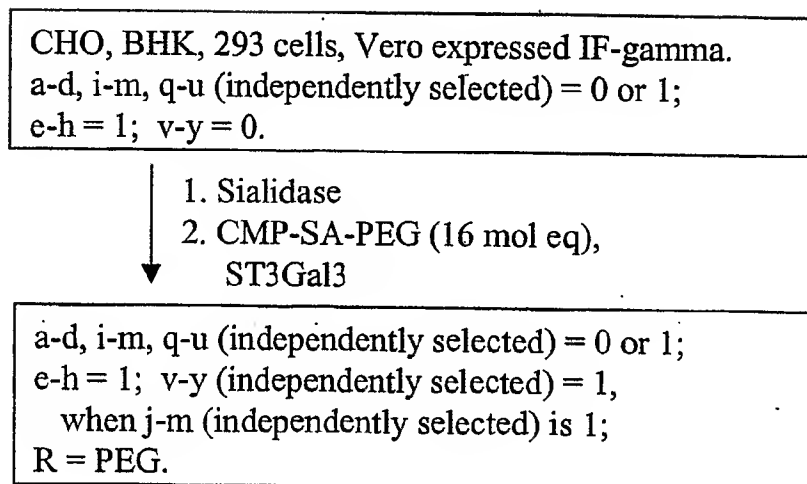 CHO, BHK, 293 cells, Vero expressed IF-gamma.
a-d, i-m, q-u (independently selected) = 0 or 1;
e-h = 1; v-y = 0.
1. Sialidase
2. CMP-SA-PEG (16 mol eq),
ST3Gal3
a-d, i-m, q-u (independently selected) = 0 or 1;
e-h = 1; v-y (independently selected) = 1,
when j-m (independently selected) is 1;
R = PEG.